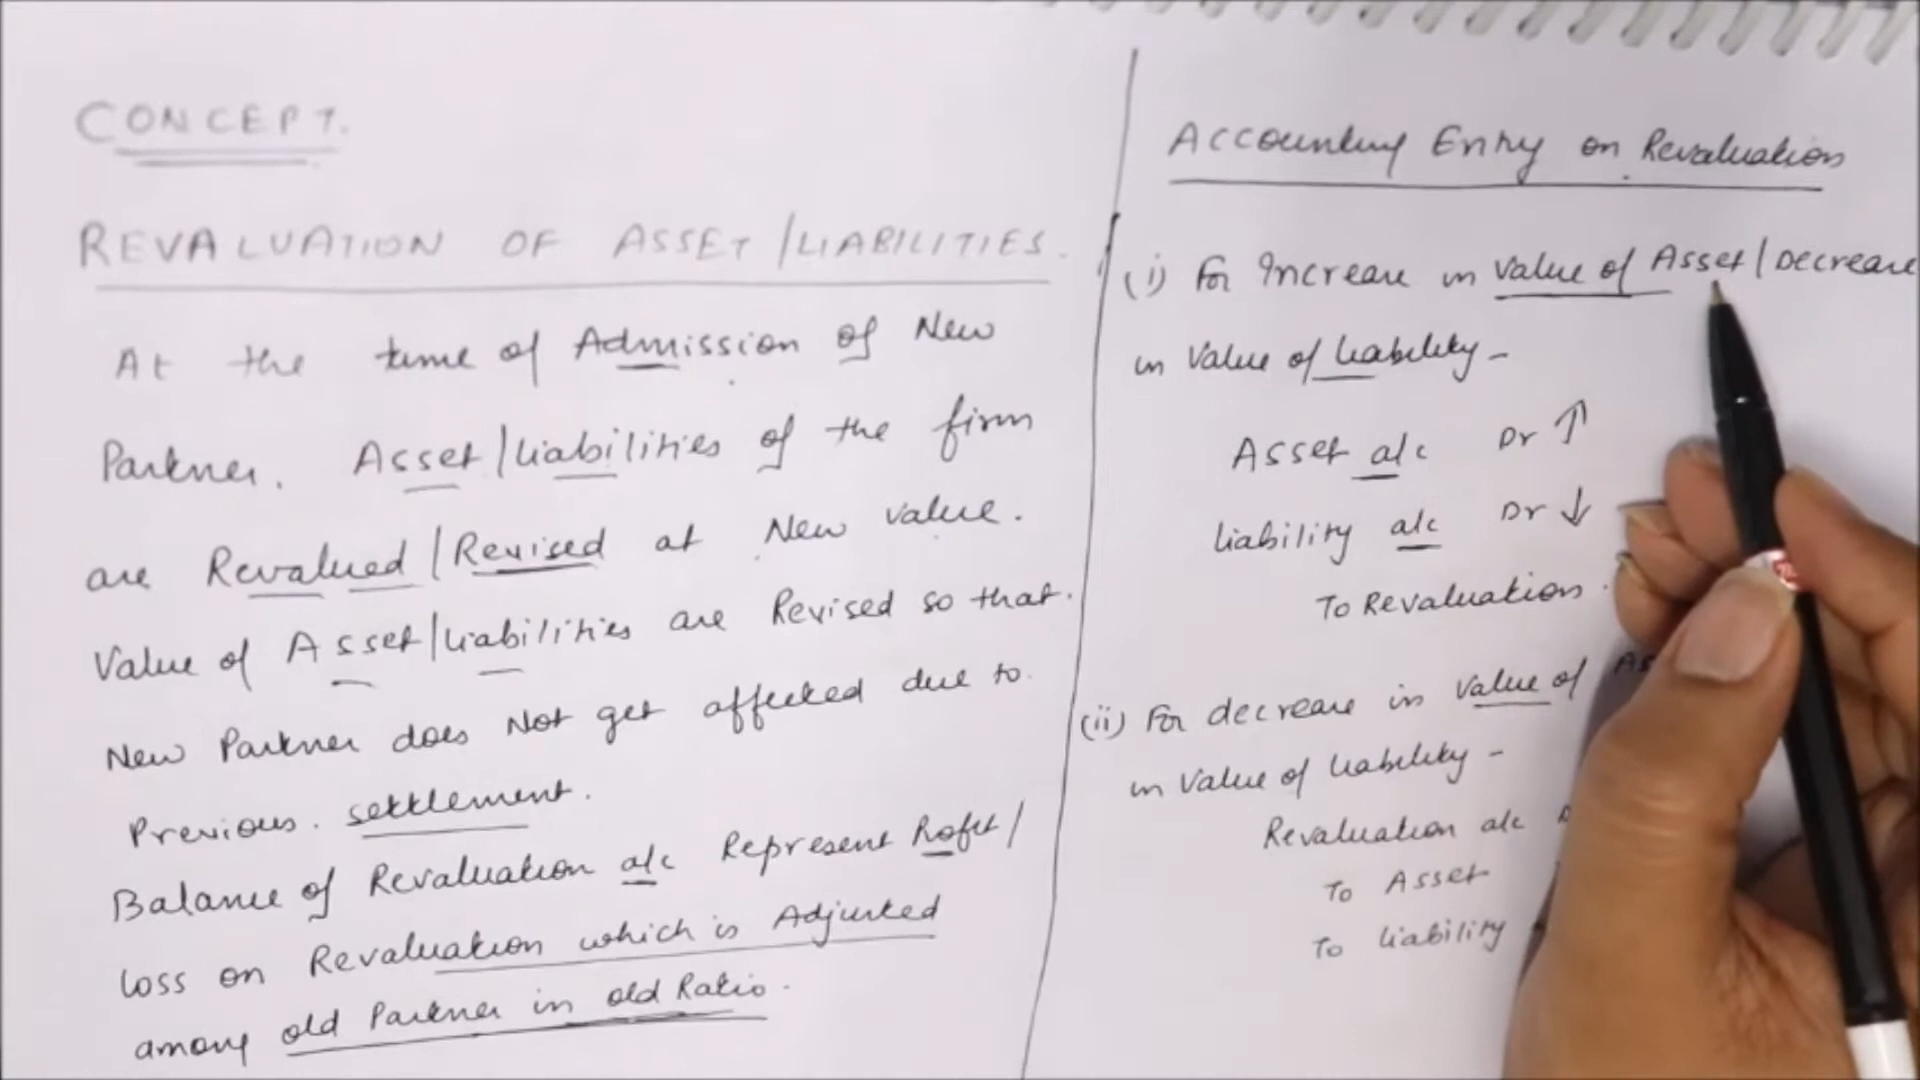 CONCEPT.
REVALUATION OF ASSET/LIABILITIES.
At the time of Admission of New
Partner. Asset/liabilities of the firm
are Revalued/Revised at New value.
Value of Asset/liabilities are Revised so that.
New Partner does Not get affected due to.
Previous. settlement.
Balance of Revaluation a/c Represent Profit/
loss on Revaluation which is Adjusted
among old Partner in old Ratio.
Accounting Entry on Revaluation
(i) For Increase in value of Asset/Decrease
in value of liability-
Asset a/c Dr ↑
liability a/c Dr ↓
To Revaluation.
(ii) For decrease in value of
in value of liability-
Revaluation a/c
To Asset
To liability